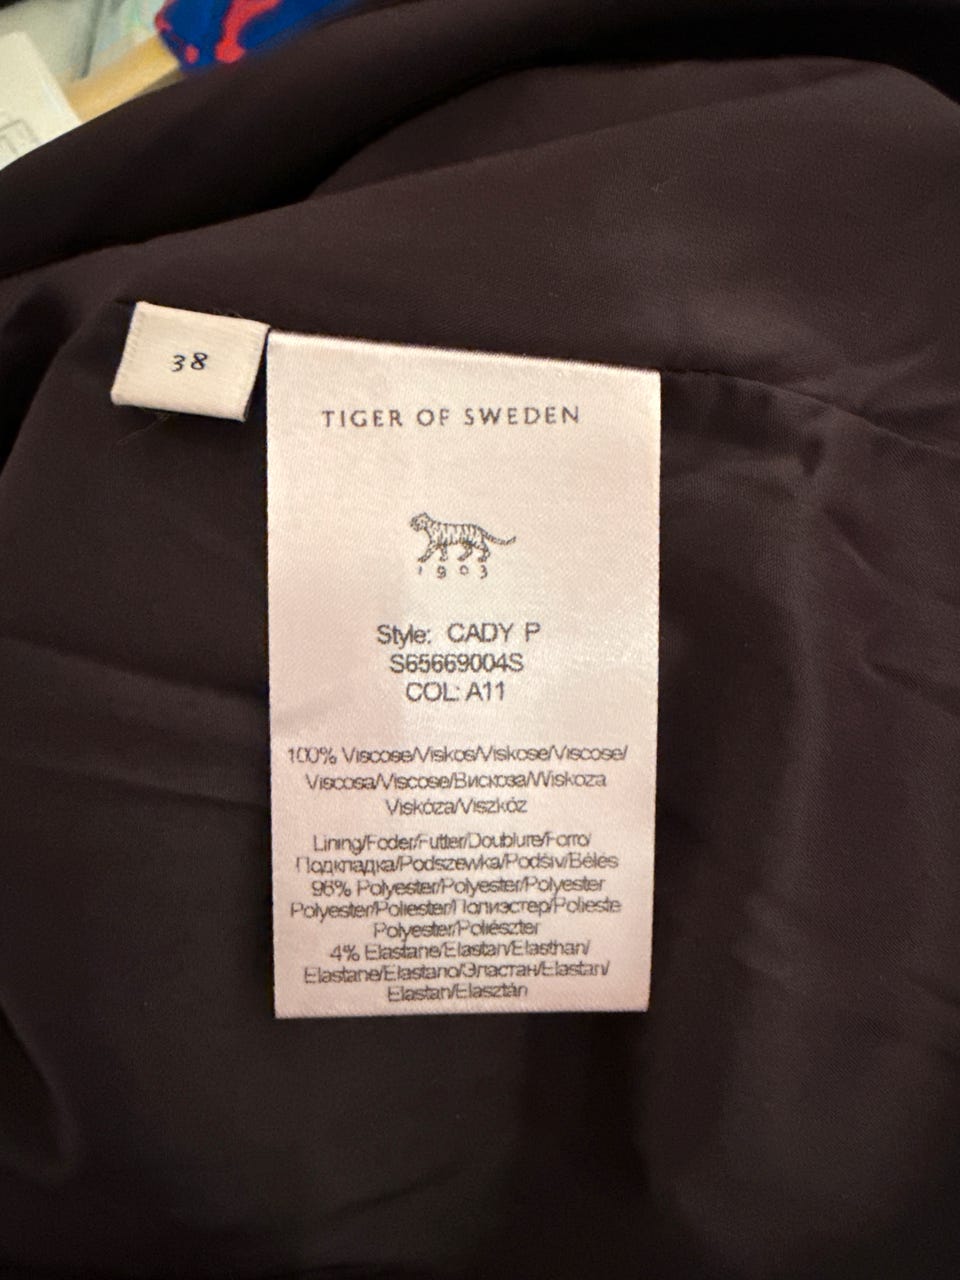 38
TIGER OF SWEDEN
1903
Style: CADY P
S65669004S
COL: A11
100% Viscose/Viskos/Viskose/Viscose/
Viscosa/Viscose/Вискоза/Wiskoza
Viskóza/Viszkóz
Lining/Foder/Futter/Doublure/Forro/
Подкладка/Podszewka/Podšiv/Bélés
96% Polyester/Polyester/Polyester
Polyester/Poliester/Полиэстер/Polieste
Polyester/Poliészter
4% Elastane/Elastan/Elasthan/
Elastane/Elastano/Эластан/Elastan/
Elastan/Elasztán